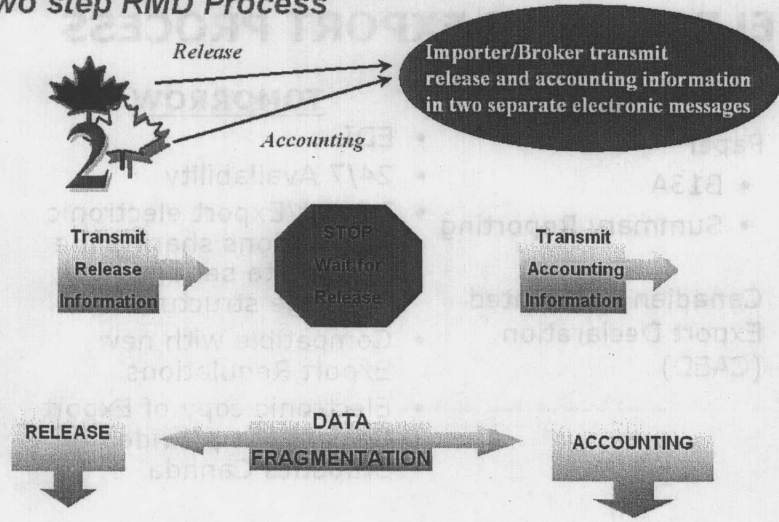 wo step RMD Process
Release
Importer/Broker transmit
release and accounting information
in two separate electronic messages
2
Accounting
Transmit
Release
Information
STOP
Wait for
Release
Transmit
Accounting
Information
RELEASE
DATA
FRAGMENTATION
ACCOUNTING